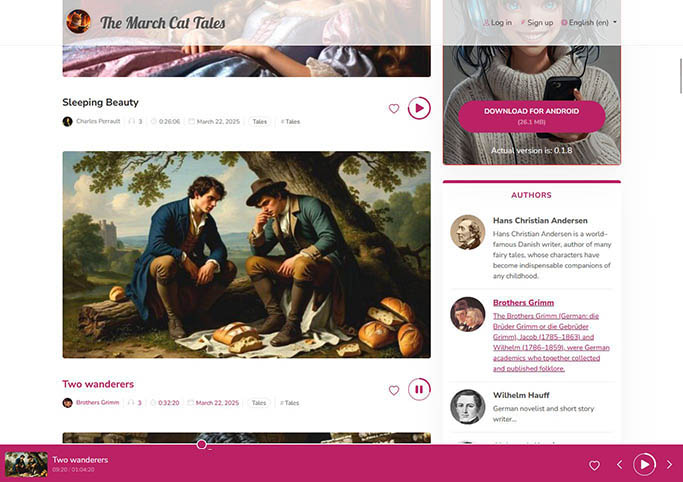 The March Cat Tales
Log in
Sign up
English (en)
DOWNLOAD FOR ANDROID
(26.1 MB)
Actual version is: 0.1.8
Sleeping Beauty
Charles Perrault 3 0:26:06 March 22, 2025 Tales # Tales
AUTHORS
Hans Christian Andersen
Hans Christian Andersen is a world-
famous Danish writer, author of many
fairy tales, whose characters have
become indispensable companions of
any childhood.
Brothers Grimm
The Brothers Grimm (German: die
Brüder Grimm or die Gebrüder
Grimm), Jacob (1785–1863) and
Wilhelm (1786–1859), were German
academics who together collected
and published folklore.
Wilhelm Hauff
German novelist and short story
writer...
Two wanderers
Brothers Grimm 3 0:32:20 March 22, 2025 Tales # Tales
Two wanderers
09:20 / 01:04:20